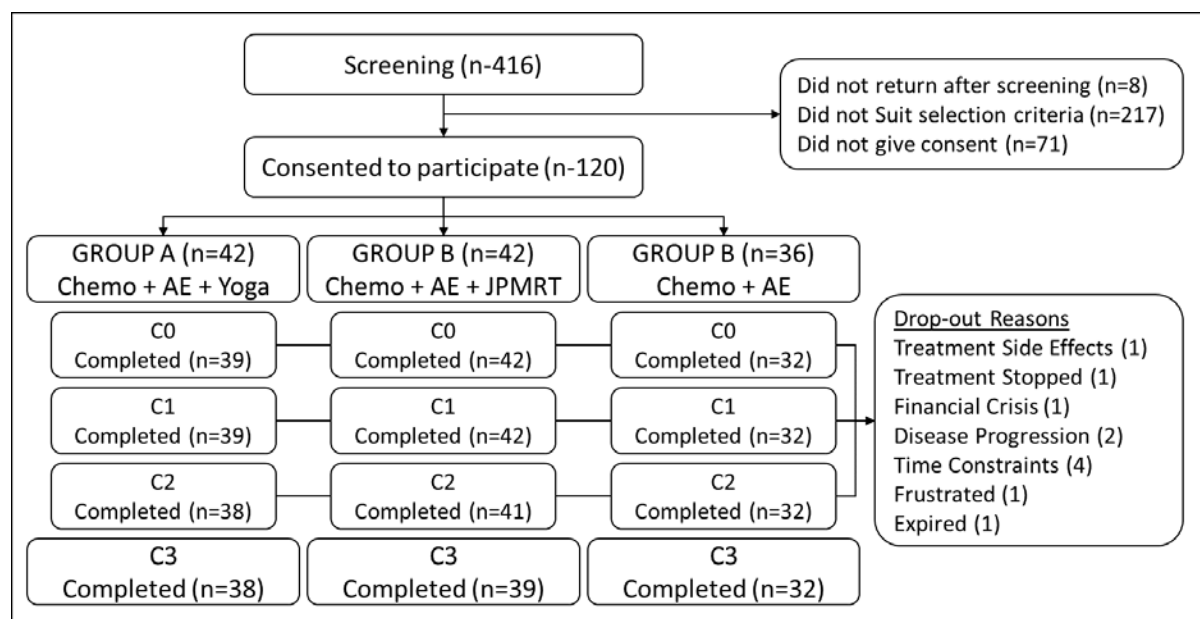 Screening (n-416)
Did not return after screening (n=8)
Did not Suit selection criteria (n=217)
Did not give consent (n=71)
Consented to participate (n-120)
GROUP A (n=42)
Chemo + AE + Yoga
GROUP B (n=42)
Chemo + AE + JPMRT
GROUP B (n=36)
Chemo + AE
C0
Completed (n=39)
C0
Completed (n=42)
C0
Completed (n=32)
C1
Completed (n=39)
C1
Completed (n=42)
C1
Completed (n=32)
C2
Completed (n=38)
C2
Completed (n=41)
C2
Completed (n=32)
C3
Completed (n=38)
C3
Completed (n=39)
C3
Completed (n=32)
Drop-out Reasons
Treatment Side Effects (1)
Treatment Stopped (1)
Financial Crisis (1)
Disease Progression (2)
Time Constraints (4)
Frustrated (1)
Expired (1)